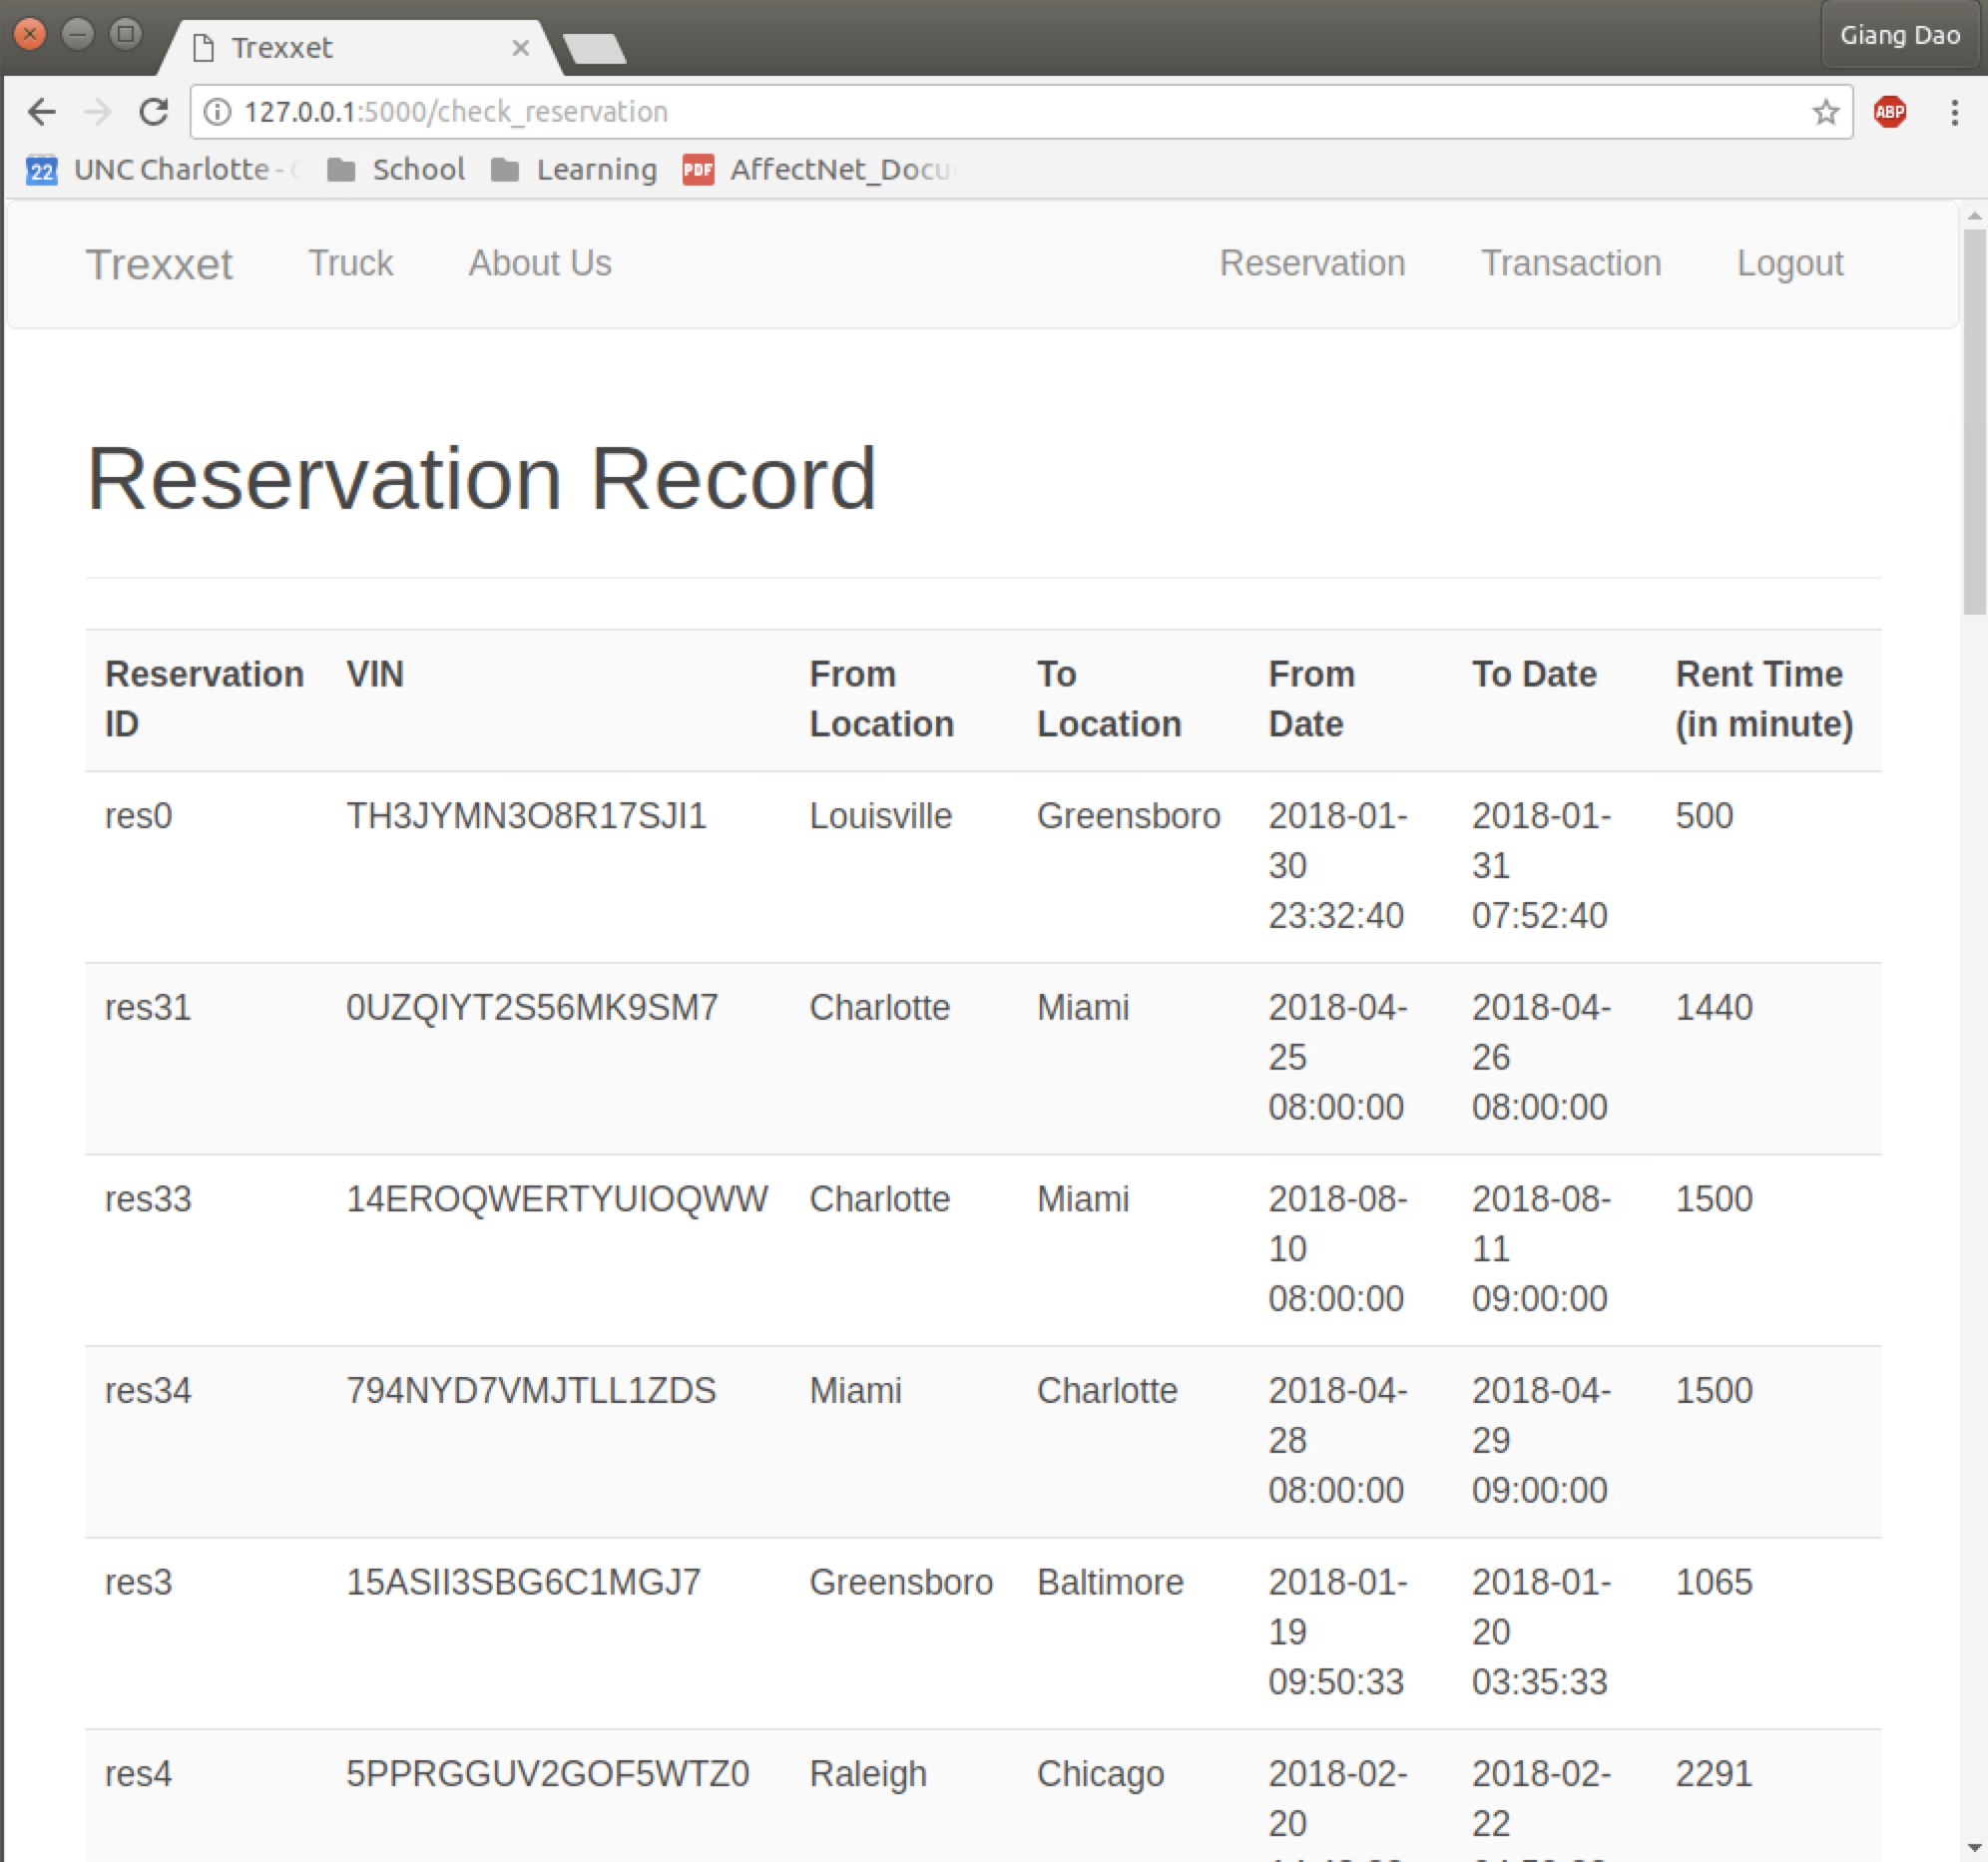 Trexxet
Giang Dao
127.0.0.1:5000/check_reservation
ABP
22 UNC Charlotte - School Learning PDF AffectNet_Docu
Trexxet Truck About Us Reservation Transaction Logout
Reservation Record
Reservation VIN From To From To Date Rent Time
ID Location Location Date (in minute)
res0 TH3JYMN3O8R17SJI1 Louisville Greensboro 2018-01- 2018-01- 500
30 31
23:32:40 07:52:40
res31 0UZQIYT2S56MK9SM7 Charlotte Miami 2018-04- 2018-04- 1440
25 26
08:00:00 08:00:00
res33 14EROQWERTYUIOQWW Charlotte Miami 2018-08- 2018-08- 1500
10 11
08:00:00 09:00:00
res34 794NYD7VMJTLL1ZDS Miami Charlotte 2018-04- 2018-04- 1500
28 29
08:00:00 09:00:00
res3 15ASII3SBG6C1MGJ7 Greensboro Baltimore 2018-01- 2018-01- 1065
19 20
09:50:33 03:35:33
res4 5PPRGGUV2GOF5WTZ0 Raleigh Chicago 2018-02- 2018-02- 2291
20 22